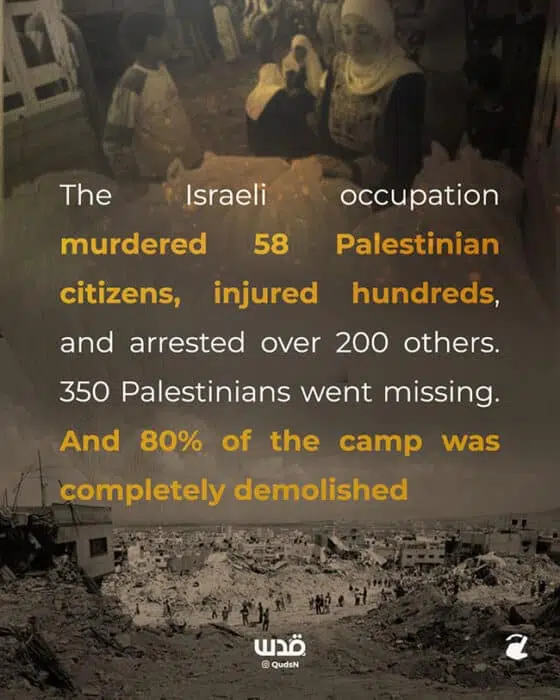 The Israeli occupation
murdered 58 Palestinian
citizens, injured hundreds,
and arrested over 200 others.
350 Palestinians went missing.
And 80% of the camp was
completely demolished
قدس
QudsN